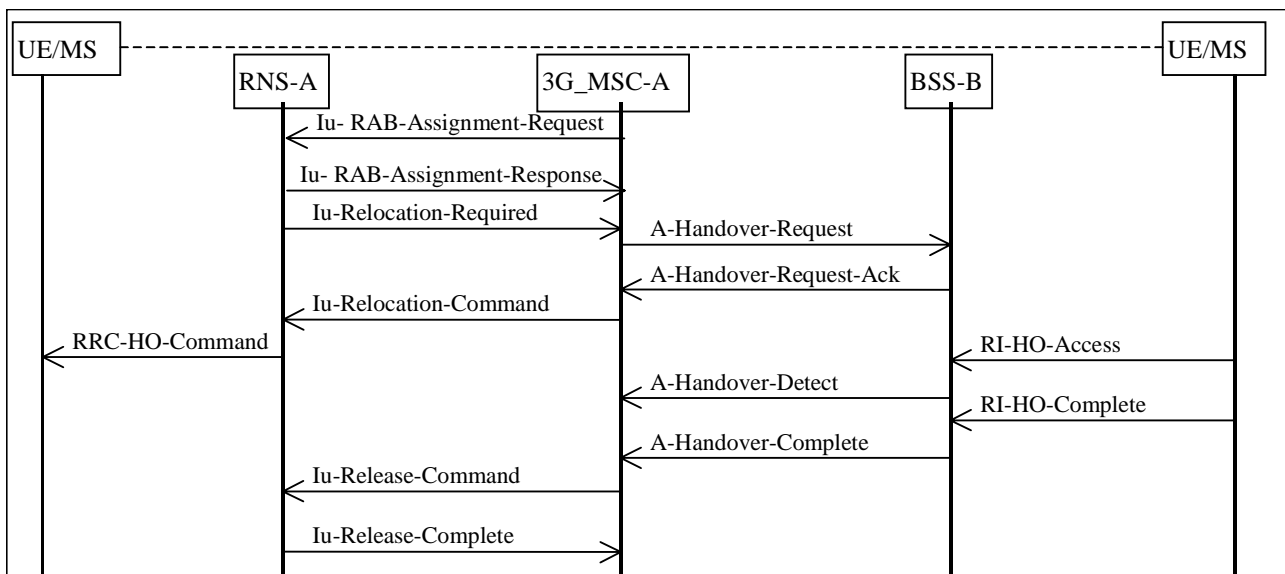 UE/MS
UE/MS
RNS-A
3G_MSC-A
BSS-B
Iu- RAB-Assignment-Request
Iu- RAB-Assignment-Response
Iu-Relocation-Required
A-Handover-Request
A-Handover-Request-Ack
Iu-Relocation-Command
RRC-HO-Command
RI-HO-Access
A-Handover-Detect
RI-HO-Complete
A-Handover-Complete
Iu-Release-Command
Iu-Release-Complete